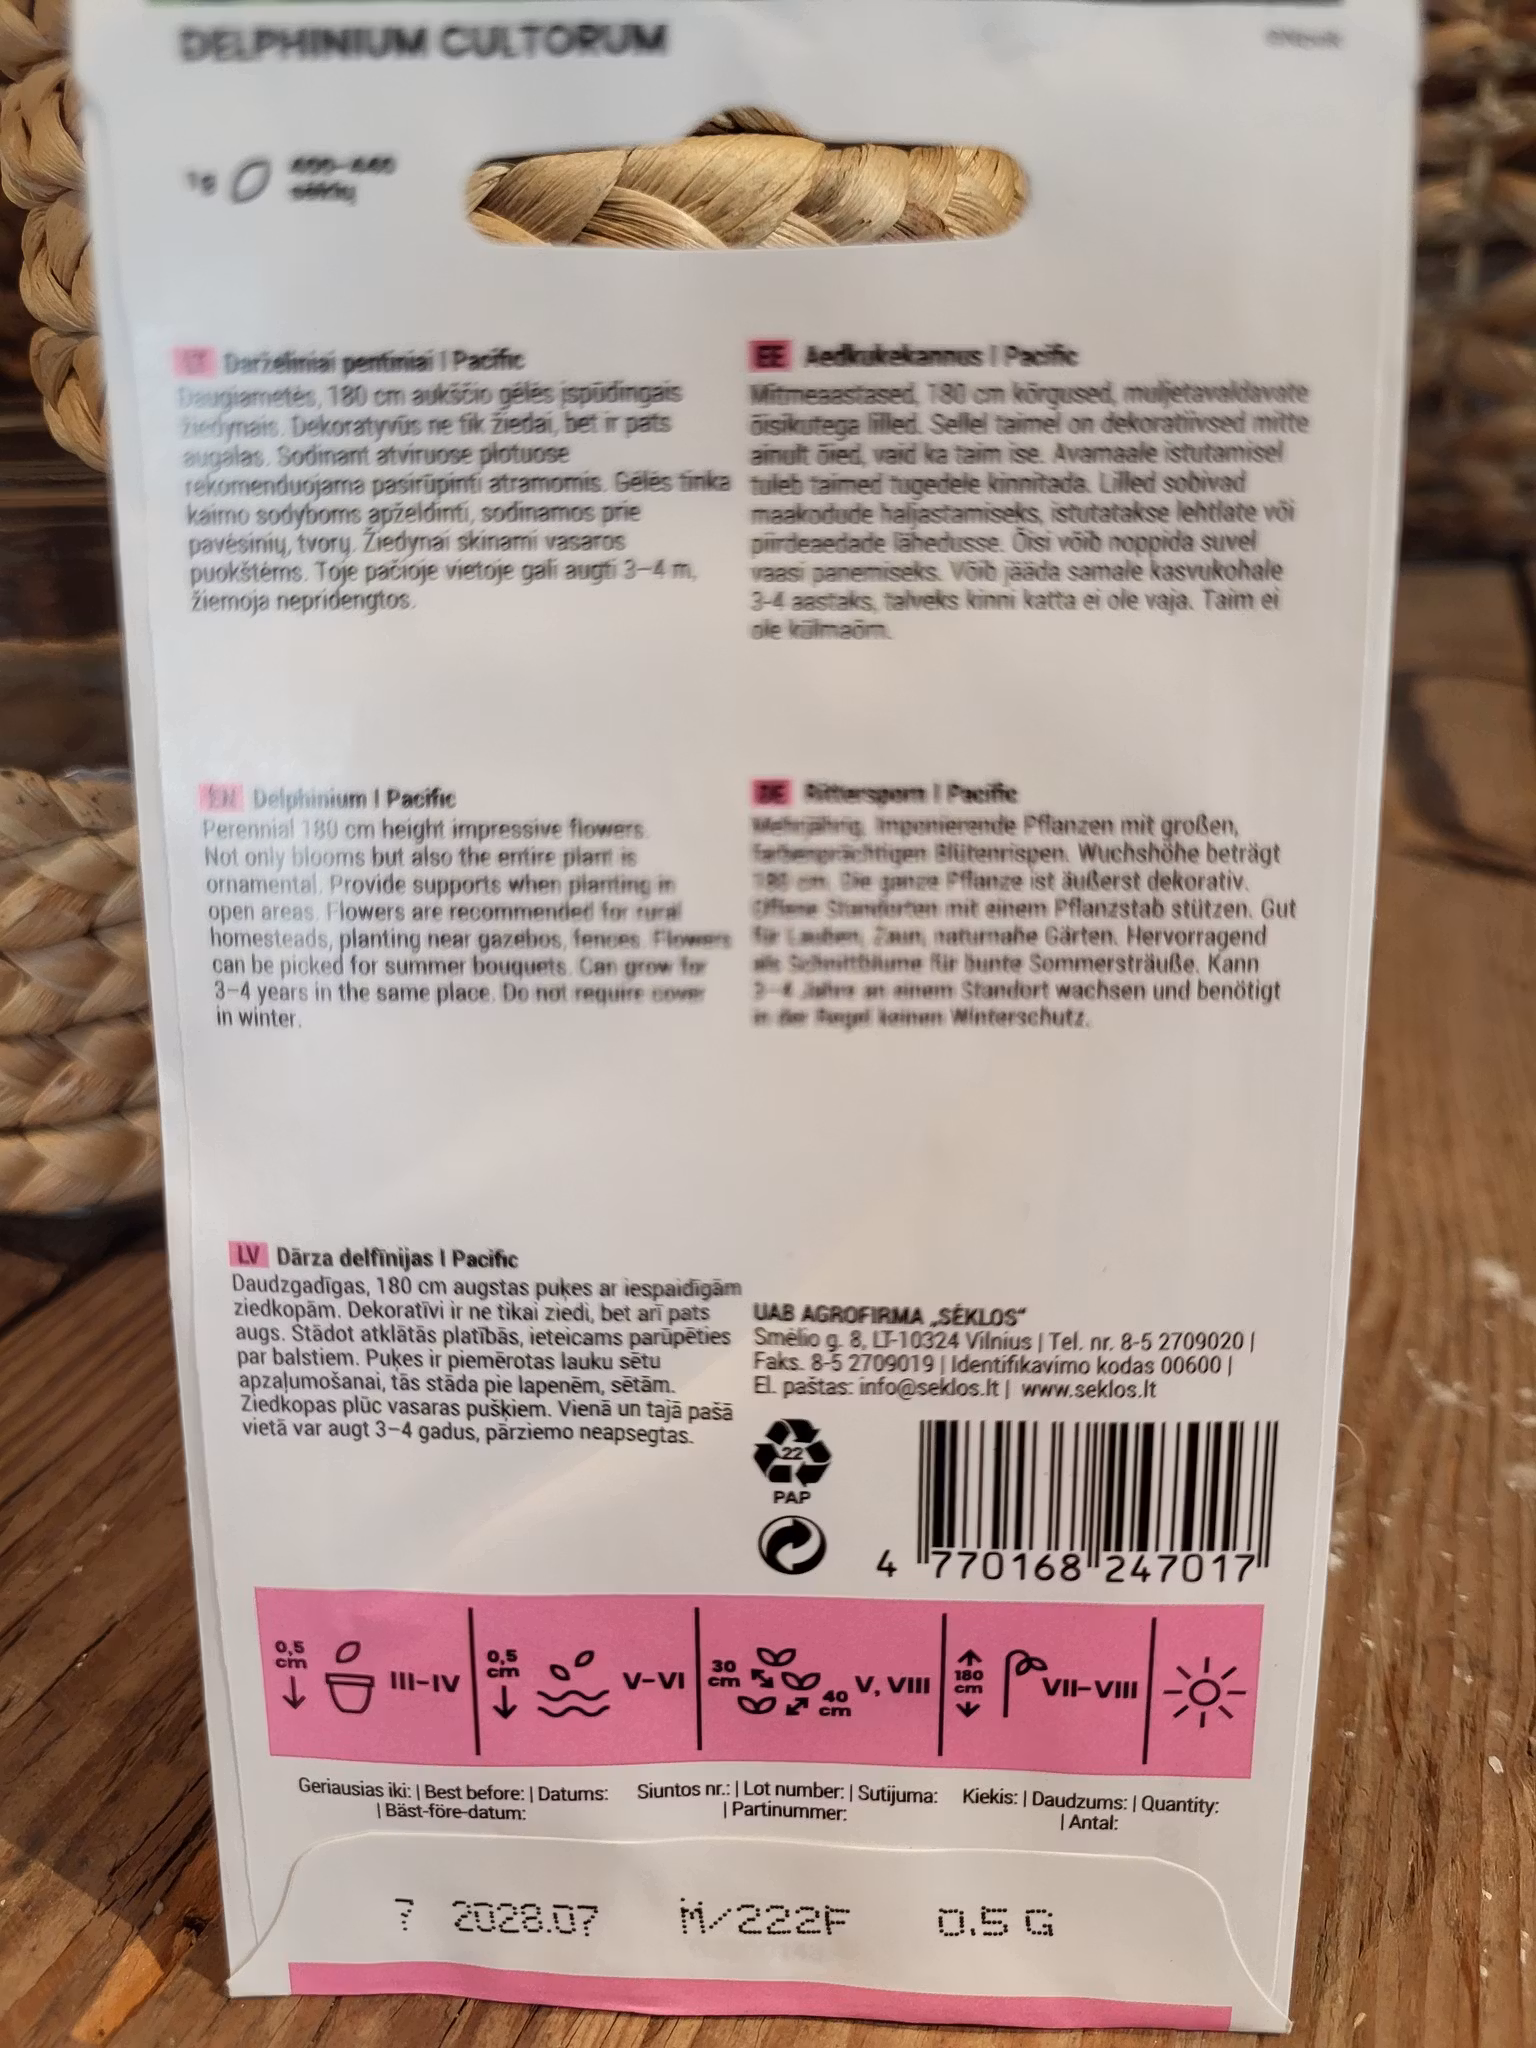 DELPHINIUM CULTORUM
1g
LT Darželiniai pentiniai | Pacific
Daugiametės, 180 cm aukščio gėlės įspūdingais
žiedynais. Dekoratyvūs ne tik žiedai, bet ir pats
augalas. Sodinant atviruose plotuose
rekomenduojama pasirūpinti atramomis. Gėlės tinka
kaimo sodyboms apželdinti, sodinamos prie
pavėsinių, tvorų. Žiedynai skinami vasaros
puokštėms. Toje pačioje vietoje gali augti 3–4 m,
žiemoja nepridengtos.
EE Aedkukekannus | Pacific
Mitmeaastased, 180 cm kõrgused, muljetavaldavate
õisikutega lilled. Sellel taimel on dekoratiivsed mitte
ainult õied, vaid ka taim ise. Avamaale istutamisel
tuleb taimed tugedele kinnitada. Lilled sobivad
maakodude haljastamiseks, istutatakse lehtlate või
piirdeaedade lähedusse. Õisi võib noppida suvel
vaasi panemiseks. Võib jääda samale kasvukohale
3-4 aastaks, talveks kinni katta ei ole vaja. Taim ei
ole külmaõrn.
EN Delphinium | Pacific
Perennial 180 cm height impressive flowers.
Not only blooms but also the entire plant is
ornamental. Provide supports when planting in
open areas. Flowers are recommended for rural
homesteads, planting near gazebos, fences. Flowers
can be picked for summer bouquets. Can grow for
3–4 years in the same place. Do not require cover
in winter.
DE Rittersporn | Pacific
Mehrjährig. Imponierende Pflanzen mit großen,
farbenprächtigen Blütenrispen. Wuchshöhe beträgt
180 cm. Die ganze Pflanze ist äußerst dekorativ.
Offene Standorten mit einem Pflanzstab stützen. Gut
für Lauben, Zaun, naturnahe Gärten. Hervorragend
als Schnittblume für bunte Sommersträuße. Kann
3–4 Jahre an einem Standort wachsen und benötigt
in der Regel keinen Winterschutz.
LV Dārza delfīnijas | Pacific
Daudzgadīgas, 180 cm augstas puķes ar iespaidīgām
ziedkopām. Dekoratīvi ir ne tikai ziedi, bet arī pats
augs. Stādot atklātās platībās, ieteicams parūpēties
par balstiem. Puķes ir piemērotas lauku sētu
apzaļumošanai, tās stāda pie lapenēm, sētām.
Ziedkopas plūc vasaras pušķiem. Vienā un tajā pašā
vietā var augt 3–4 gadus, pārziemo neapsegtas.
UAB AGROFIRMA „SĖKLOS“
Smėlio g. 8, LT-10324 Vilnius | Tel. nr. 8-5 2709020 |
Faks. 8-5 2709019 | Identifikavimo kodas 00600 |
El. paštas: info@seklos.lt | www.seklos.lt
22
PAP
4 770168 247017
0,5 cm III–IV
0,5 cm V–VI
30 cm 40 cm V, VIII
180 cm VII–VIII
Geriausias iki: | Best before: | Datums:
| Bäst-före-datum:
Siuntos nr.: | Lot number: | Sutijuma:
| Partinummer:
Kiekis: | Daudzums: | Quantity:
| Antal:
7 2028.07 M/222F 0.5 G